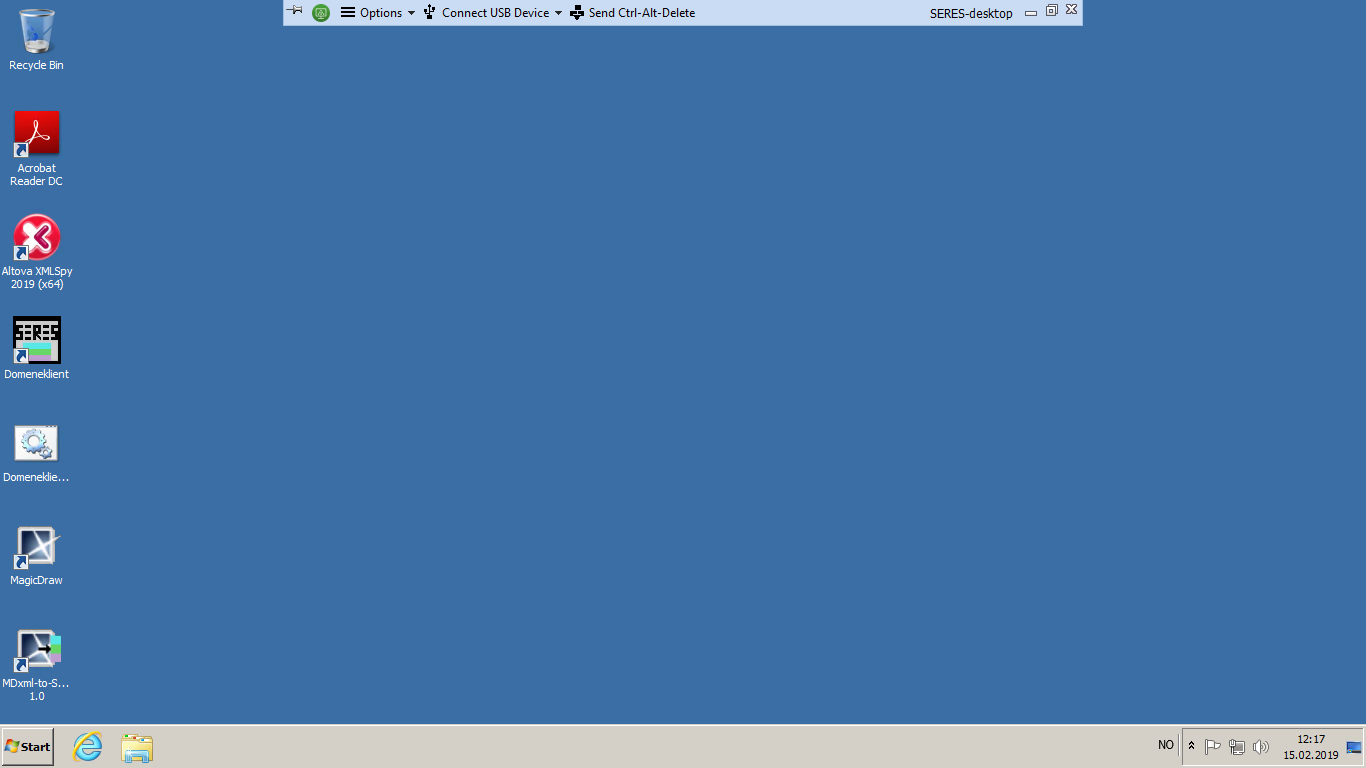 Options
Connect USB Device
Send Ctrl-Alt-Delete
SERES-desktop
Recycle Bin
Acrobat
Reader DC
Altova XMLSpy
2019 (x64)
SERES
Domeneklient
Domeneklie...
MagicDraw
MDxml-to-S...
1.0
Start
NO
12:17
15.02.2019